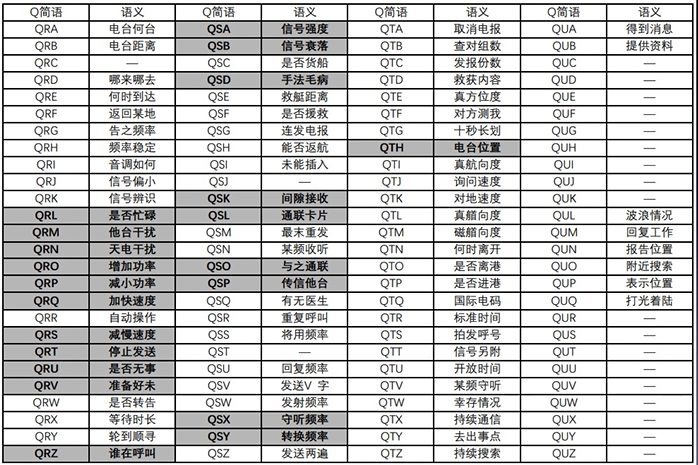 Q简语 语义 Q简语 语义 Q简语 语义 Q简语 语义
QRA 电台何台 QSA 信号强度 QTA 取消电报 QUA 得到消息
QRB 电台距离 QSB 信号衰落 QTB 查对组数 QUB 提供资料
QRC — QSC 是否货船 QTC 发报份数 QUC —
QRD 哪来哪去 QSD 手法毛病 QTD 救获内容 QUD —
QRE 何时到达 QSE 救艇距离 QTE 真方位度 QUE —
QRF 返回某地 QSF 是否援救 QTF 对方测我 QUF —
QRG 告之频率 QSG 连发电报 QTG 十秒长划 QUG —
QRH 频率稳定 QSH 能否返航 QTH 电台位置 QUH —
QRI 音调如何 QSI 未能插入 QTI 真航向度 QUI —
QRJ 信号偏小 QSJ — QTJ 询问速度 QUJ —
QRK 信号辨识 QSK 间隙接收 QTK 对地速度 QUK —
QRL 是否忙碌 QSL 通联卡片 QTL 真艏向度 QUL 波浪情况
QRM 他台干扰 QSM 最末重发 QTM 磁艏向度 QUM 回复工作
QRN 天电干扰 QSN 某频收听 QTN 何时离开 QUN 报告位置
QRO 增加功率 QSO 与之通联 QTO 是否离港 QUO 附近搜索
QRP 减小功率 QSP 传信他台 QTP 是否进港 QUP 表示位置
QRQ 加快速度 QSQ 有无医生 QTQ 国际电码 QUQ 打光着陆
QRR 自动操作 QSR 重复呼叫 QTR 标准时间 QUR —
QRS 减慢速度 QSS 将用频率 QTS 拍发呼号 QUS —
QRT 停止发送 QST — QTT 信号另附 QUT —
QRU 是否无事 QSU 回复频率 QTU 开放时间 QUU —
QRV 准备好未 QSV 发送V 字 QTV 某频守听 QUV —
QRW 是否转告 QSW 发射频率 QTW 幸存情况 QUW —
QRX 等待时长 QSX 守听频率 QTX 持续通信 QUX —
QRY 轮到顺寻 QSY 转换频率 QTY 去出事点 QUY —
QRZ 谁在呼叫 QSZ 发送两遍 QTZ 持续搜索 QUZ —